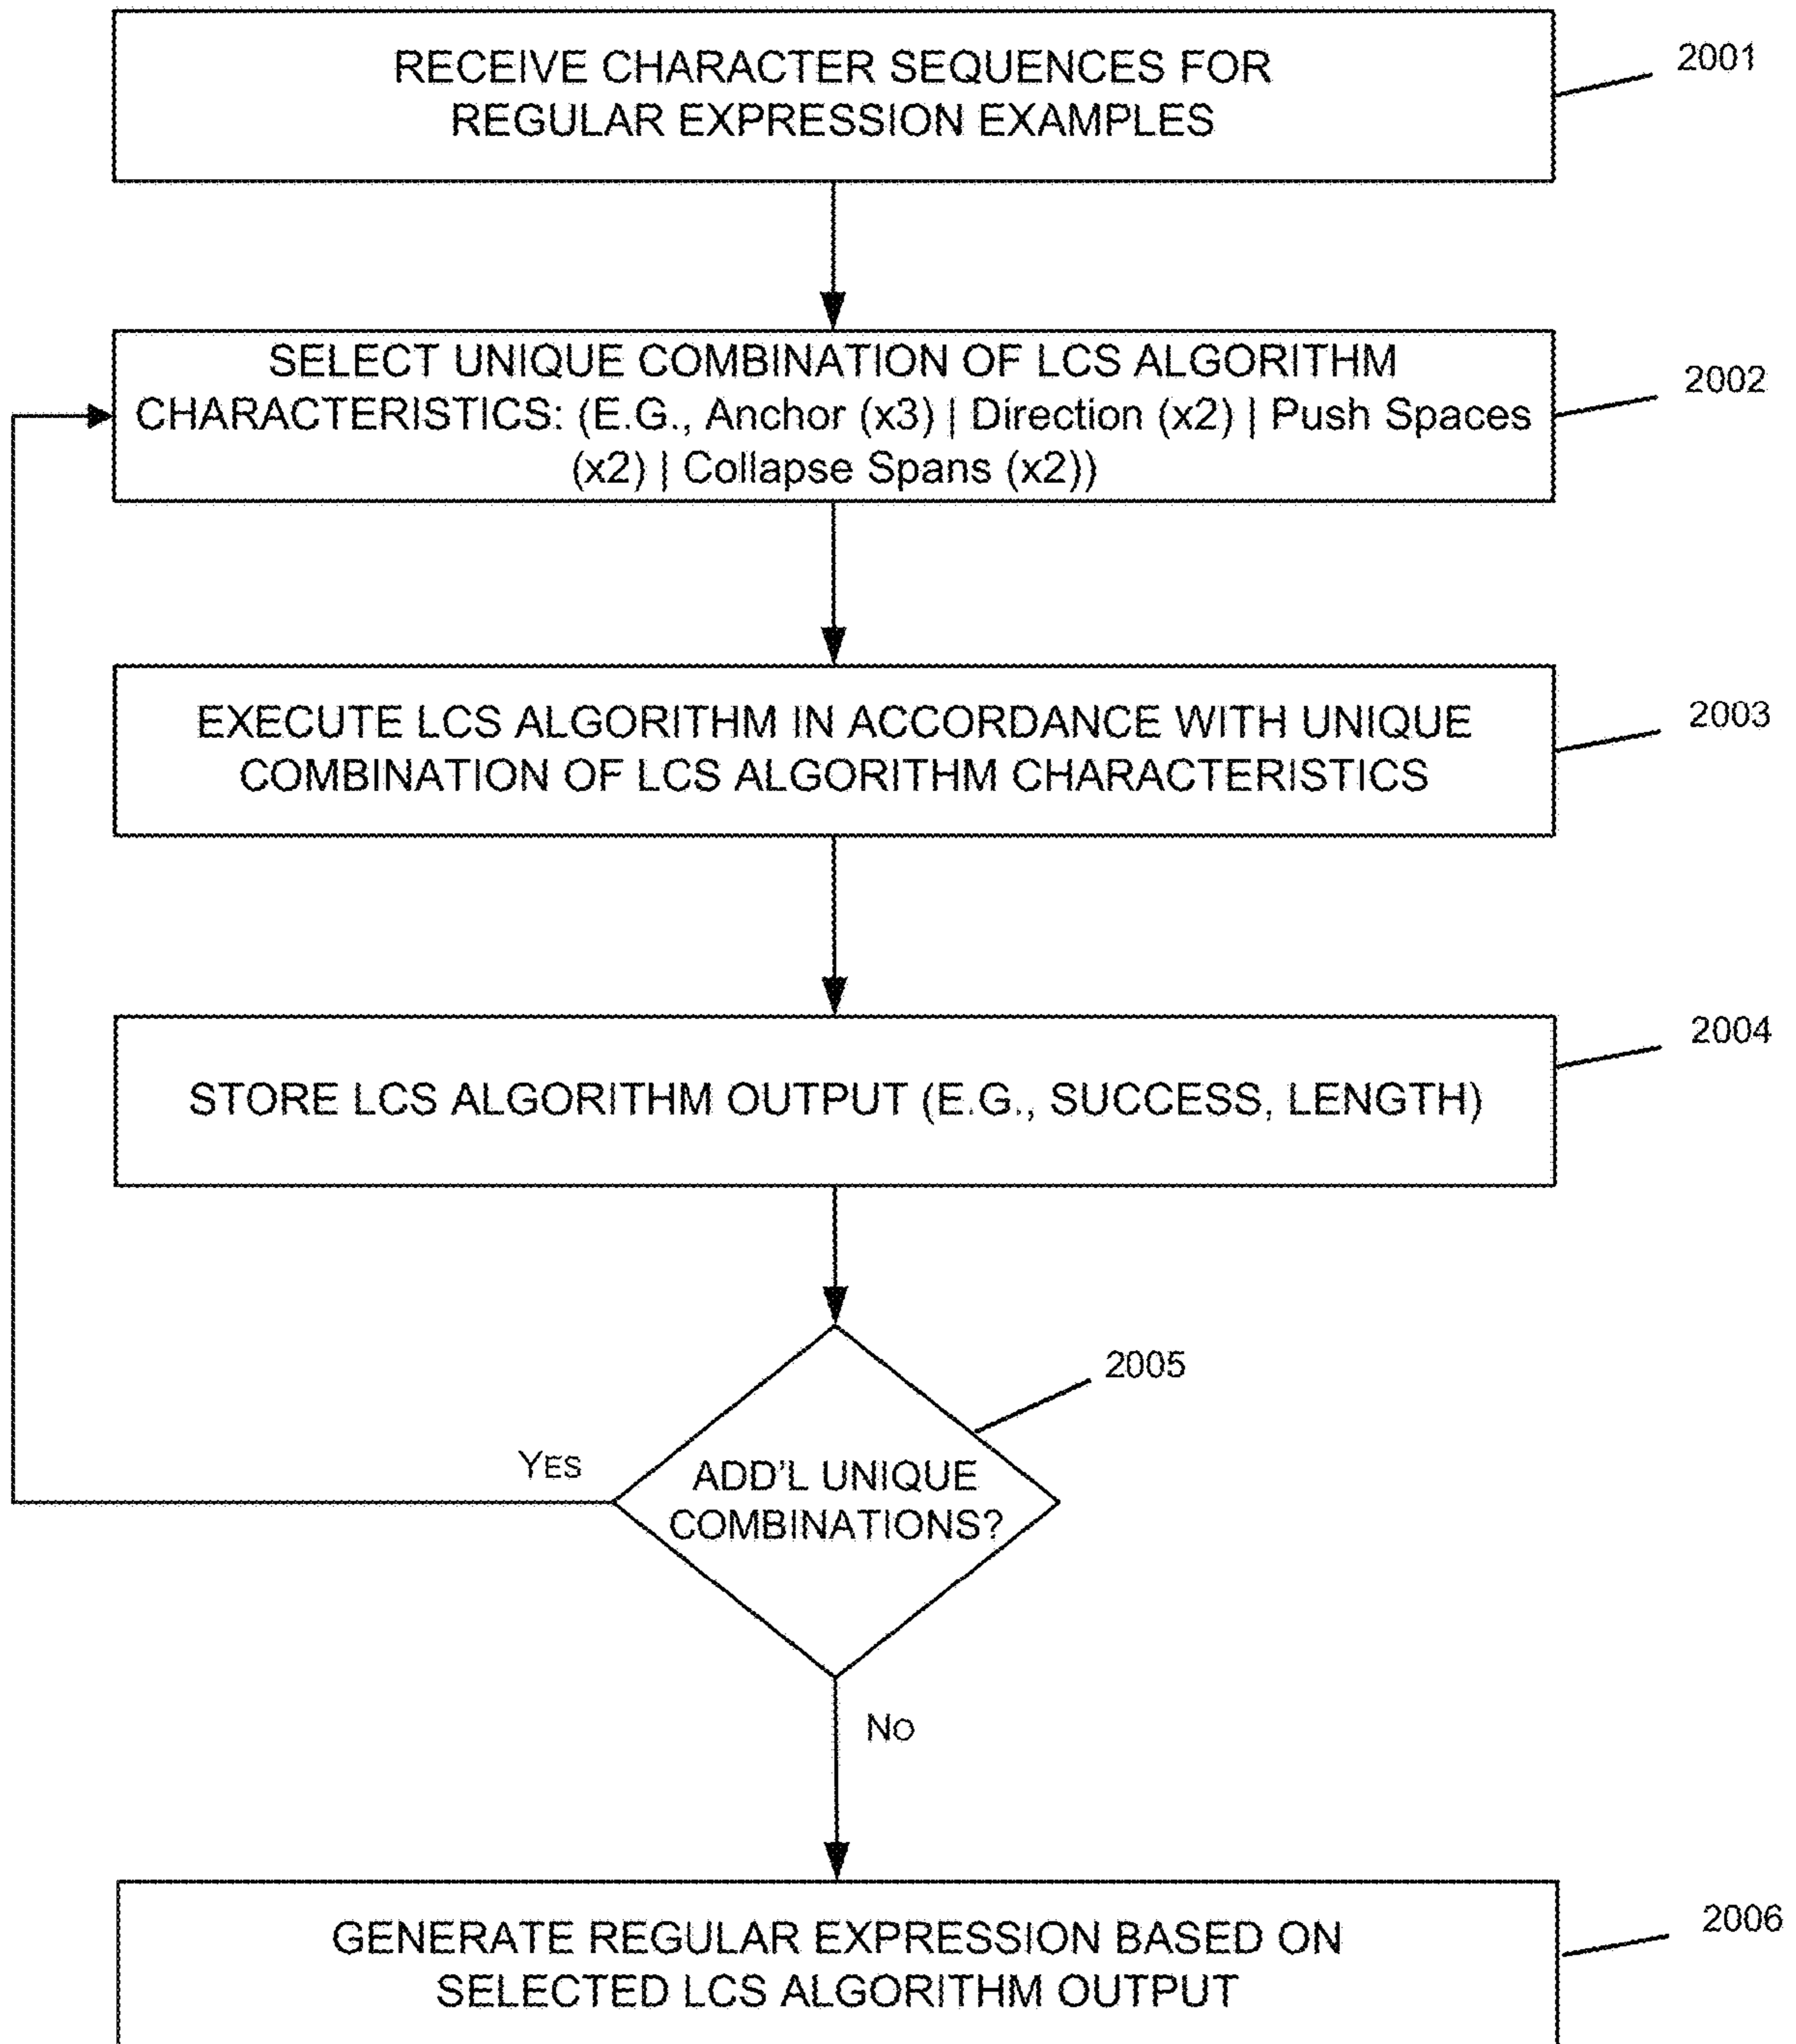 RECEIVE CHARACTER SEQUENCES FOR
REGULAR EXPRESSION EXAMPLES
2001
SELECT UNIQUE COMBINATION OF LCS ALGORITHM
CHARACTERISTICS: (E.G., Anchor (x3) | Direction (x2) | Push Spaces
(x2) | Collapse Spans (x2))
2002
EXECUTE LCS ALGORITHM IN ACCORDANCE WITH UNIQUE
COMBINATION OF LCS ALGORITHM CHARACTERISTICS
2003
STORE LCS ALGORITHM OUTPUT (E.G., SUCCESS, LENGTH)
2004
ADD'L UNIQUE
COMBINATIONS?
2005
YES
NO
GENERATE REGULAR EXPRESSION BASED ON
SELECTED LCS ALGORITHM OUTPUT
2006